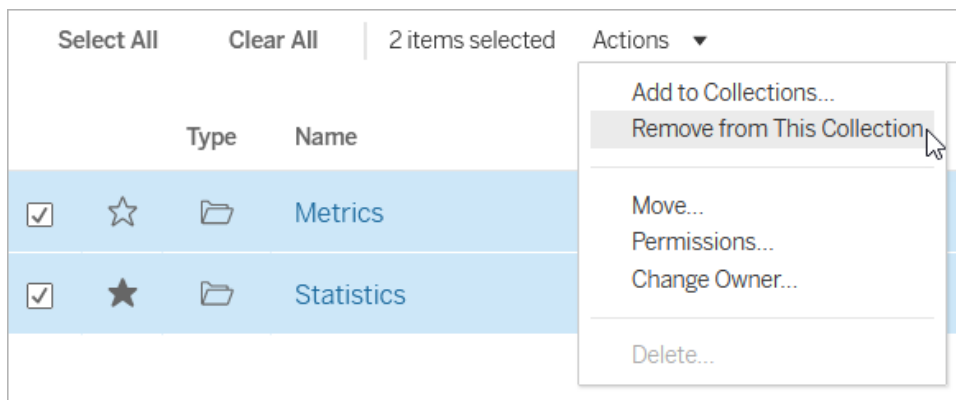 Select All Clear All 2 items selected Actions
Add to Collections...
Remove from This Collection
Type Name
Metrics
Move...
Permissions...
Change Owner...
Statistics
Delete...